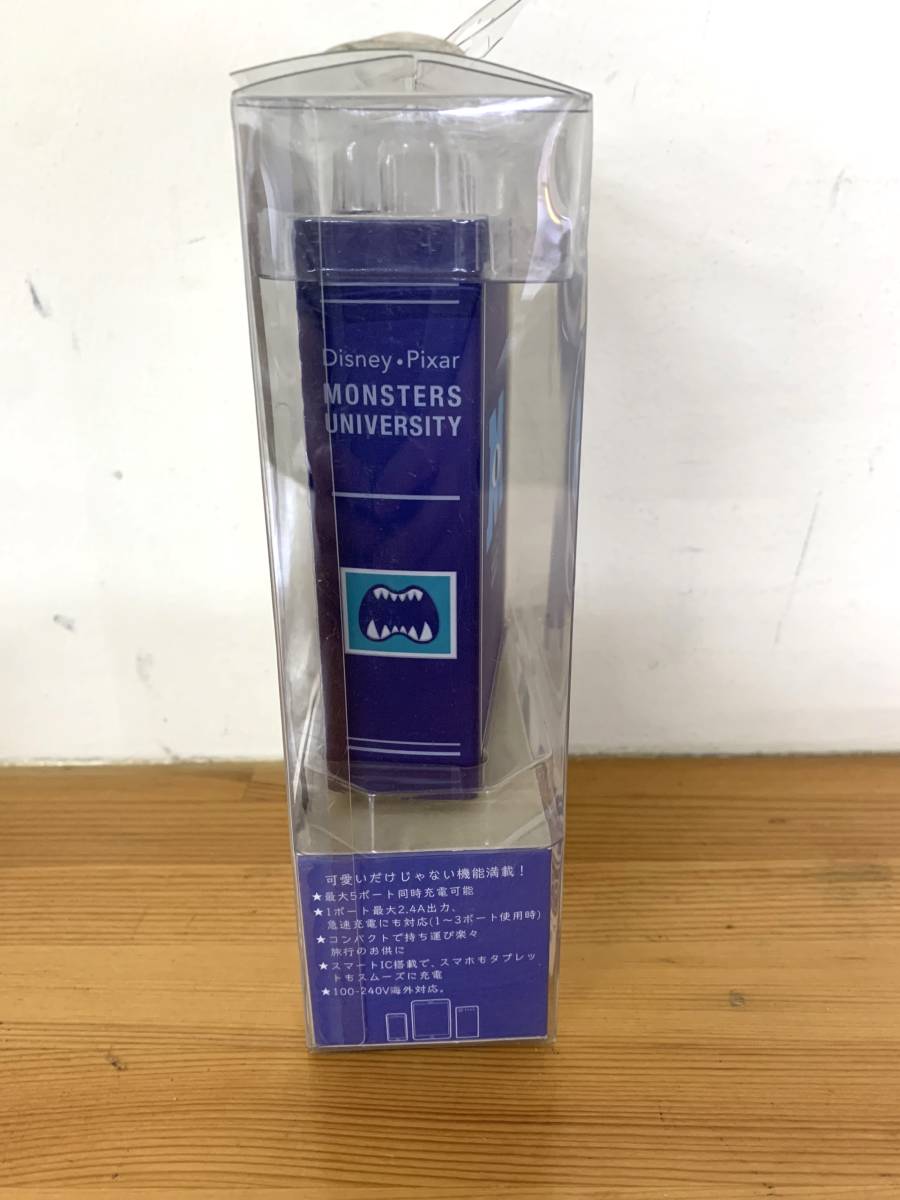 Disney・Pixar
MONSTERS
UNIVERSITY
可愛いだけじゃない機能満載！
★最大5ポート同時充電可能
★1ポート最大2.4A出力、
急速充電にも対応(1～3ポート使用時)
★コンパクトで持ち運び楽々
旅行のお供に
★スマートIC搭載で、スマホもタブレッ
トもスムーズに充電
★100-240V海外対応。